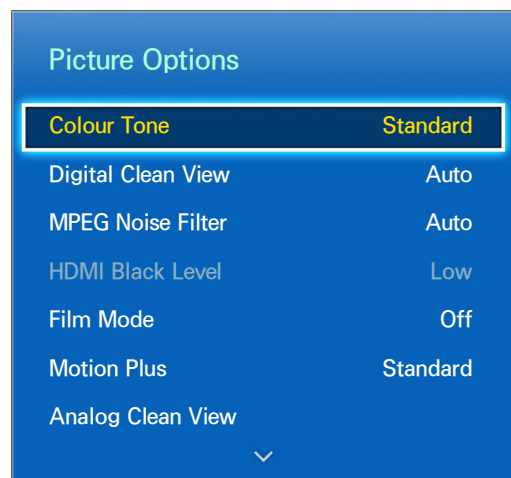 Picture Options
Colour Tone Standard
Digital Clean View Auto
MPEG Noise Filter Auto
HDMI Black Level Low
Film Mode Off
Motion Plus Standard
Analog Clean View